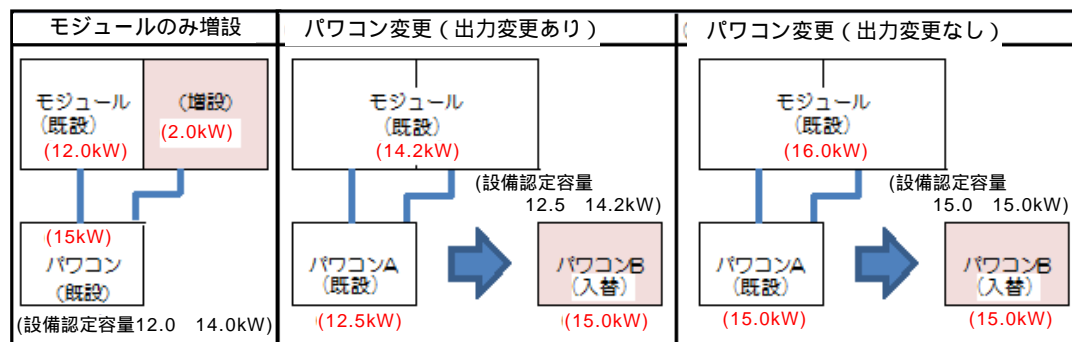 モジュールのみ増設
モジュール
(既設)
(12.0kW)
(増設)
(2.0kW)
(15kW)
パワコン
(既設)
(設備認定容量12.0 14.0kW)
パワコン変更（出力変更あり）
モジュール
(既設)
(14.2kW)
(設備認定容量
12.5 14.2kW)
パワコンA
(既設)
(12.5kW)
パワコンB
(入替)
(15.0kW)
パワコン変更（出力変更なし）
モジュール
(既設)
(16.0kW)
(設備認定容量
15.0 15.0kW)
パワコンA
(既設)
(15.0kW)
パワコンB
(入替)
(15.0kW)